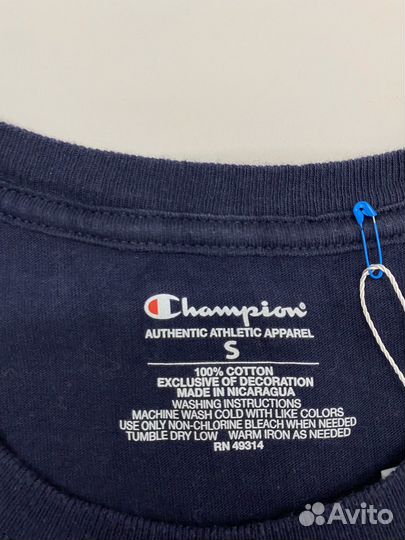 Champion
AUTHENTIC ATHLETIC APPAREL
S
100% COTTON
EXCLUSIVE OF DECORATION
MADE IN NICARAGUA
WASHING INSTRUCTIONS
MACHINE WASH COLD WITH LIKE COLORS
USE ONLY NON-CHLORINE BLEACH WHEN NEEDED
TUMBLE DRY LOW WARM IRON AS NEEDED
RN 49314
Avito